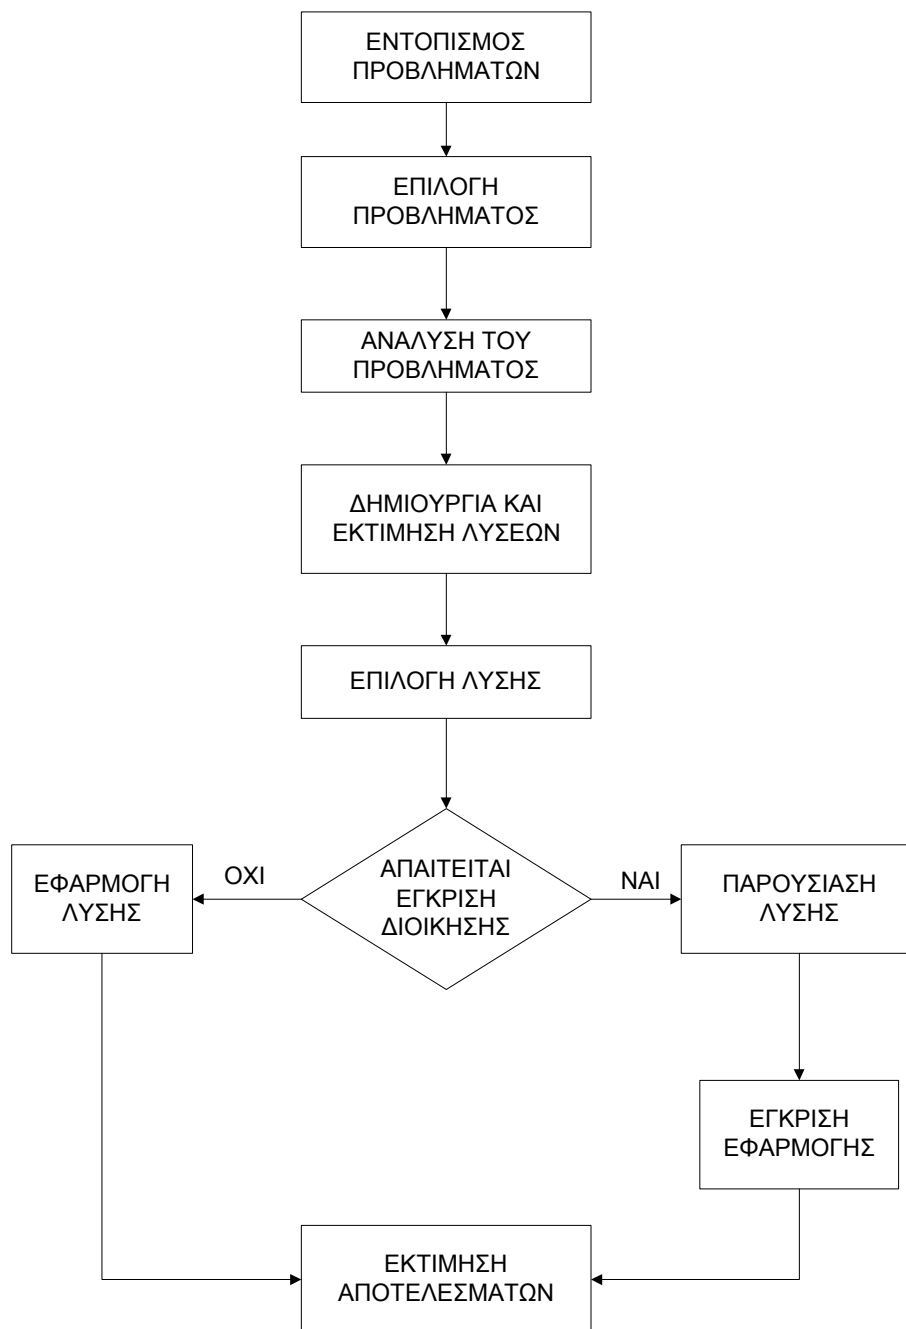 ΕΝΤΟΠΙΣΜΟΣ
ΠΡΟΒΛΗΜΑΤΩΝ
ΕΠΙΛΟΓΗ
ΠΡΟΒΛΗΜΑΤΟΣ
ΑΝΑΛΥΣΗ ΤΟΥ
ΠΡΟΒΛΗΜΑΤΟΣ
ΔΗΜΙΟΥΡΓΙΑ ΚΑΙ
ΕΚΤΙΜΗΣΗ ΛΥΣΕΩΝ
ΕΠΙΛΟΓΗ ΛΥΣΗΣ
ΑΠΑΙΤΕΙΤΑΙ
ΕΓΚΡΙΣΗ
ΔΙΟΙΚΗΣΗΣ
ΟΧΙ
ΕΦΑΡΜΟΓΗ
ΛΥΣΗΣ
ΝΑΙ
ΠΑΡΟΥΣΙΑΣΗ
ΛΥΣΗΣ
ΕΓΚΡΙΣΗ
ΕΦΑΡΜΟΓΗΣ
ΕΚΤΙΜΗΣΗ
ΑΠΟΤΕΛΕΣΜΑΤΩΝ